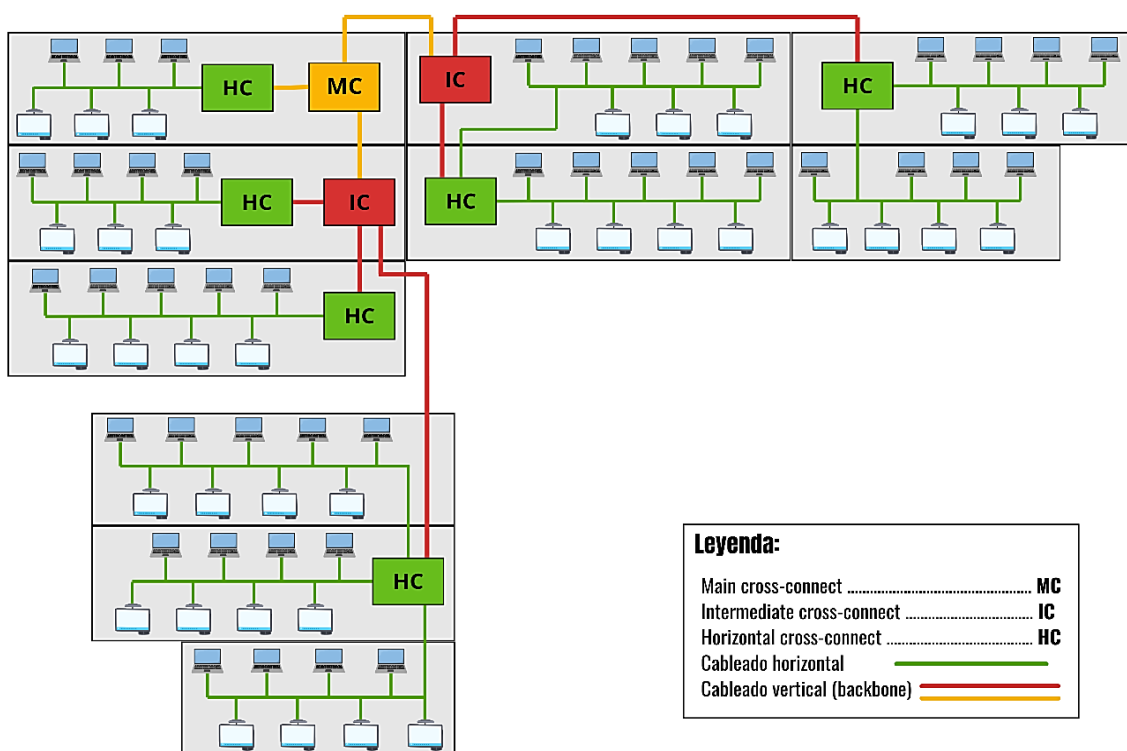 HC
MC
IC
HC
HC
IC
HC
HC
HC
Leyenda:
Main cross-connect ................................ MC
Intermediate cross-connect ...................... IC
Horizontal cross-connect ......................... HC
Cableado horizontal
Cableado vertical (backbone)